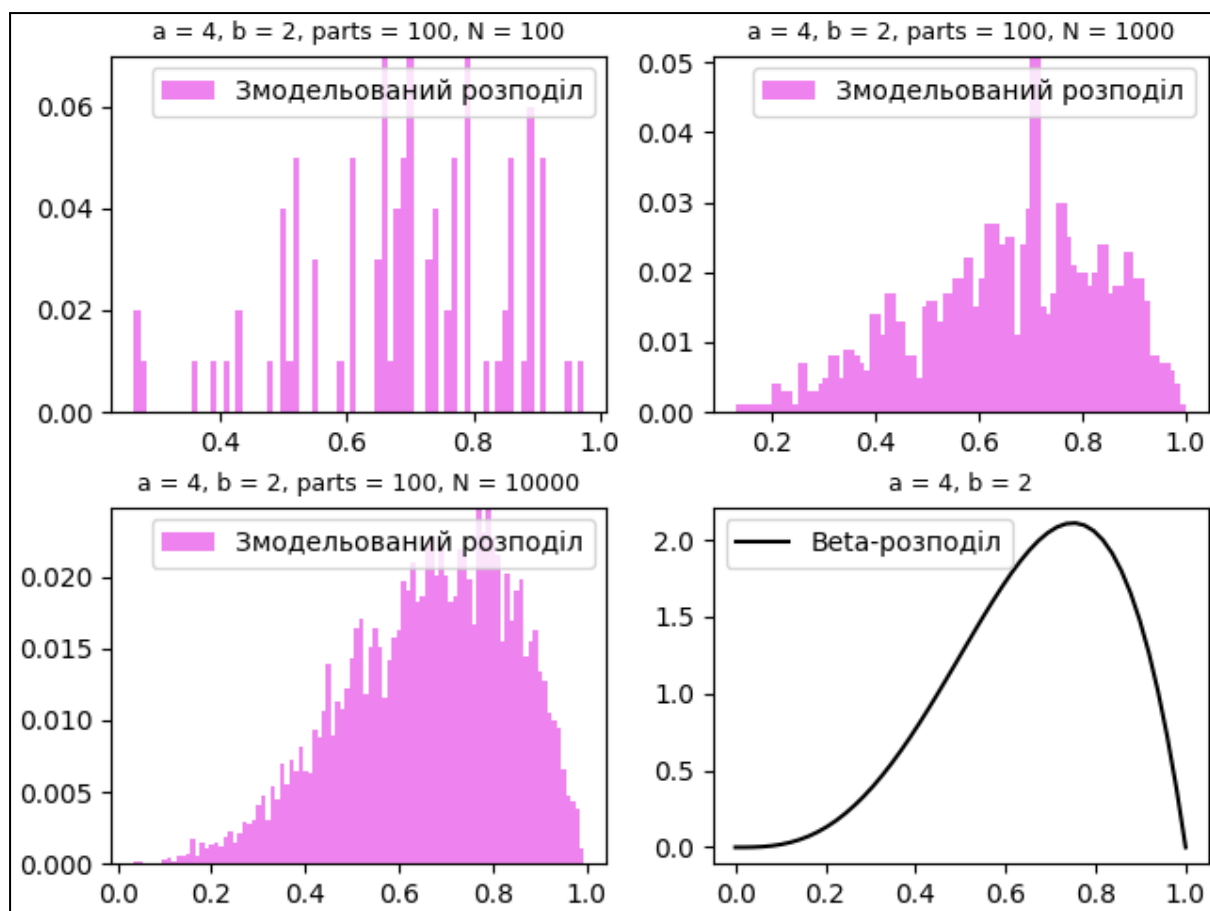 a = 4, b = 2, parts = 100, N = 100
Змодельований розподіл
0.06
0.04
0.02
0.00
0.4 0.6 0.8 1.0
a = 4, b = 2, parts = 100, N = 1000
Змодельований розподіл
0.05
0.04
0.03
0.02
0.01
0.00
0.2 0.4 0.6 0.8 1.0
a = 4, b = 2, parts = 100, N = 10000
Змодельований розподіл
0.020
0.015
0.010
0.005
0.000
0.0 0.2 0.4 0.6 0.8 1.0
a = 4, b = 2
Beta-розподіл
2.0
1.5
1.0
0.5
0.0
0.0 0.2 0.4 0.6 0.8 1.0